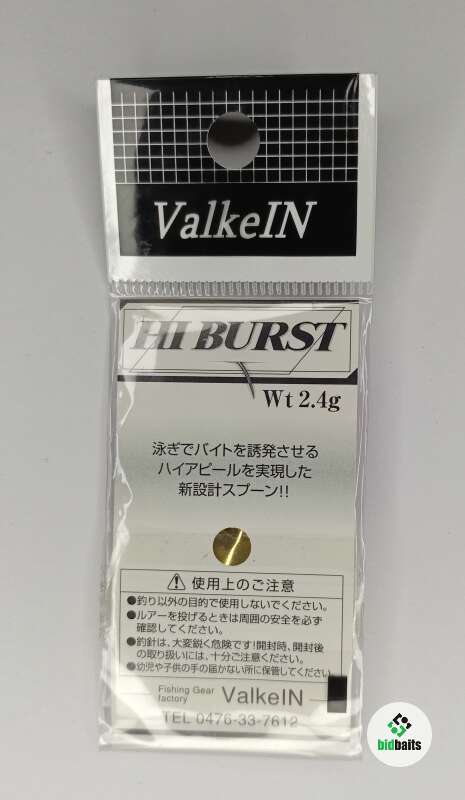 ValkeIN
HI BURST
Wt 2.4g
泳ぎでバイトを誘発させる
ハイアピールを実現した
新設計スプーン!!
⚠ 使用上のご注意
●釣り以外の目的で使用しないでください。
●ルアーを投げるときは周囲の安全を必ず
確認してください。
●釣針は、大変鋭く危険です!開封時、開封後
の取り扱いには、十分ご注意ください。
●幼児や子供の手の届かない所に保管してください。
Fishing Gear
factory ValkeIN
TEL 0476-33-7612
bidbaits